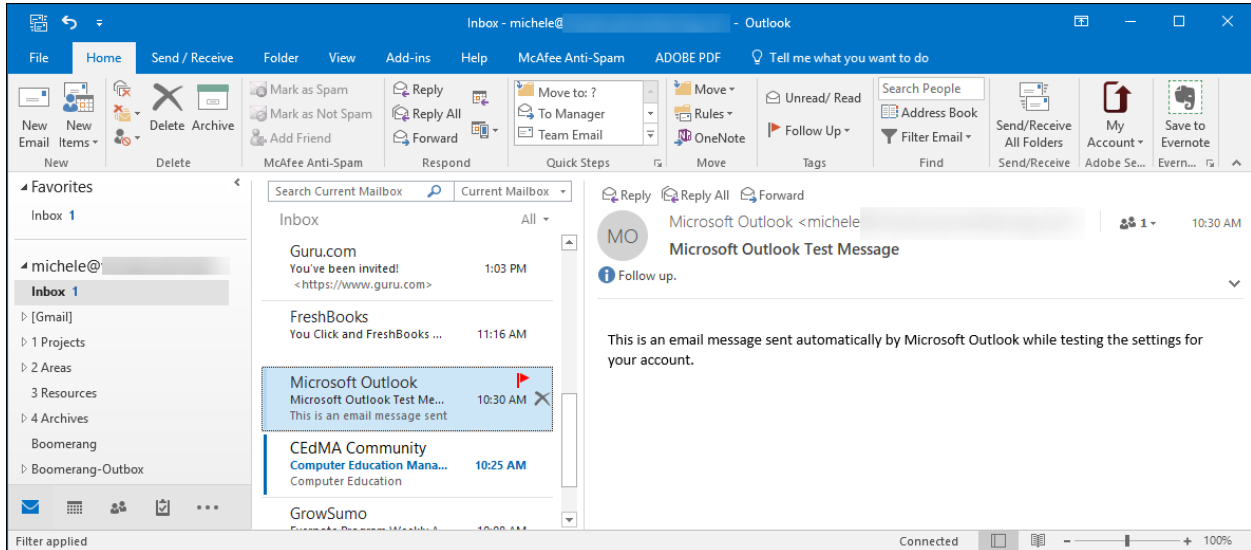 Inbox - michele@ - Outlook
File Home Send / Receive Folder View Add-ins Help McAfee Anti-Spam ADOBE PDF Tell me what you want to do
New Email
New Items
Delete
Archive
New
Delete
Mark as Spam
Mark as Not Spam
Add Friend
McAfee Anti-Spam
Reply
Reply All
Forward
Respond
Move to: ?
To Manager
Team Email
Quick Steps
Move
Rules
OneNote
Move
Unread/ Read
Follow Up
Tags
Search People
Address Book
Filter Email
Find
Send/Receive
All Folders
Send/Receive
My
Account
Adobe Se...
Save to
Evernote
Evern...
Favorites
Inbox 1
michele@
Inbox 1
[Gmail]
1 Projects
2 Areas
3 Resources
4 Archives
Boomerang
Boomerang-Outbox
Search Current Mailbox Current Mailbox
Inbox All
Guru.com
You've been invited! 1:03 PM
<https://www.guru.com>
FreshBooks
You Click and FreshBooks ... 11:16 AM
Microsoft Outlook
Microsoft Outlook Test Me... 10:30 AM
This is an email message sent
CEdMA Community
Computer Education Mana... 10:25 AM
Computer Education
GrowSumo
Reply Reply All Forward
MO
Microsoft Outlook <michele
1
10:30 AM
Microsoft Outlook Test Message
Follow up.
This is an email message sent automatically by Microsoft Outlook while testing the settings for
your account.
Filter applied
Connected
100%